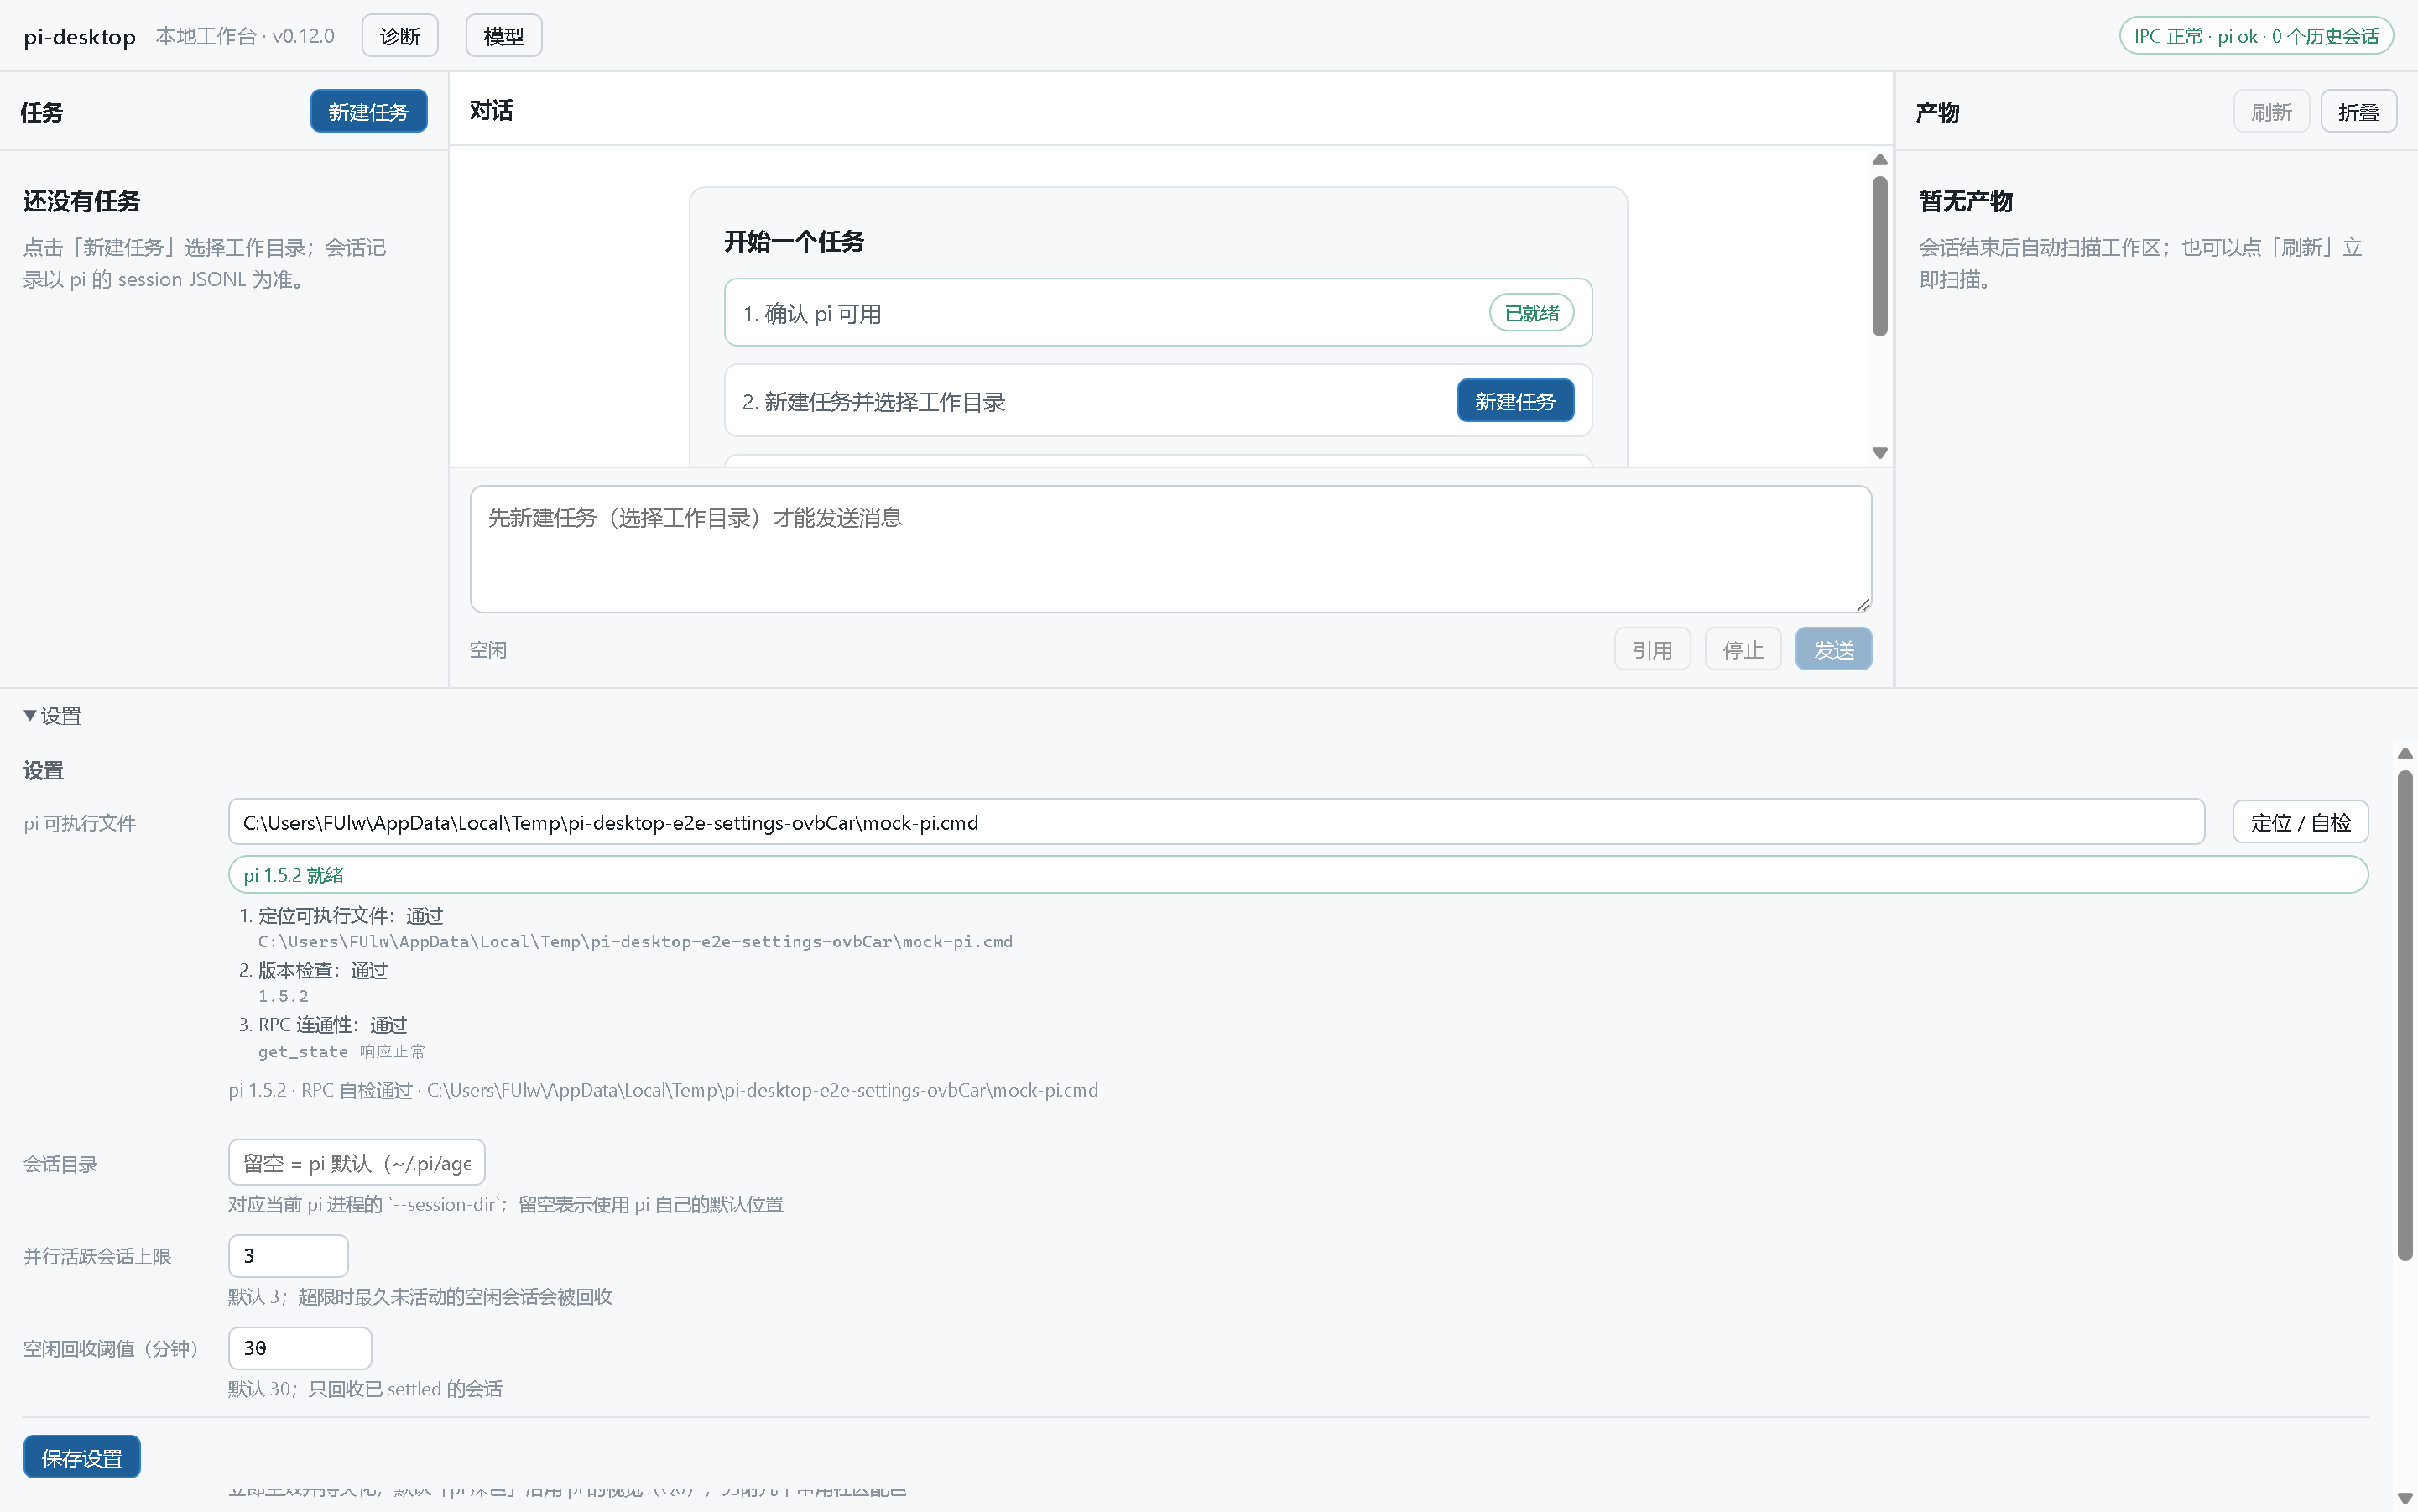 pi-desktop 本地工作台 · v0.12.0 诊断 模型 IPC 正常 · pi ok · 0 个历史会话
任务 新建任务
还没有任务
点击「新建任务」选择工作目录；会话记
录以 pi 的 session JSONL 为准。
对话
开始一个任务
1. 确认 pi 可用 已就绪
2. 新建任务并选择工作目录 新建任务
先新建任务（选择工作目录）才能发送消息
空闲 引用 停止 发送
产物 刷新 折叠
暂无产物
会话结束后自动扫描工作区；也可以点「刷新」立
即扫描。
▼设置
设置
pi 可执行文件 C:\Users\FUlw\AppData\Local\Temp\pi-desktop-e2e-settings-ovbCar\mock-pi.cmd 定位 / 自检
pi 1.5.2 就绪
1. 定位可执行文件：通过
C:\Users\FUlw\AppData\Local\Temp\pi-desktop-e2e-settings-ovbCar\mock-pi.cmd
2. 版本检查：通过
1.5.2
3. RPC 连通性：通过
get_state 响应正常
pi 1.5.2 · RPC 自检通过 · C:\Users\FUlw\AppData\Local\Temp\pi-desktop-e2e-settings-ovbCar\mock-pi.cmd
会话目录 留空 = pi 默认（~/.pi/age
对应当前 pi 进程的 `--session-dir`；留空表示使用 pi 自己的默认位置
并行活跃会话上限 3
默认 3；超限时最久未活动的空闲会话会被回收
空闲回收阈值（分钟） 30
默认 30；只回收已 settled 的会话
保存设置